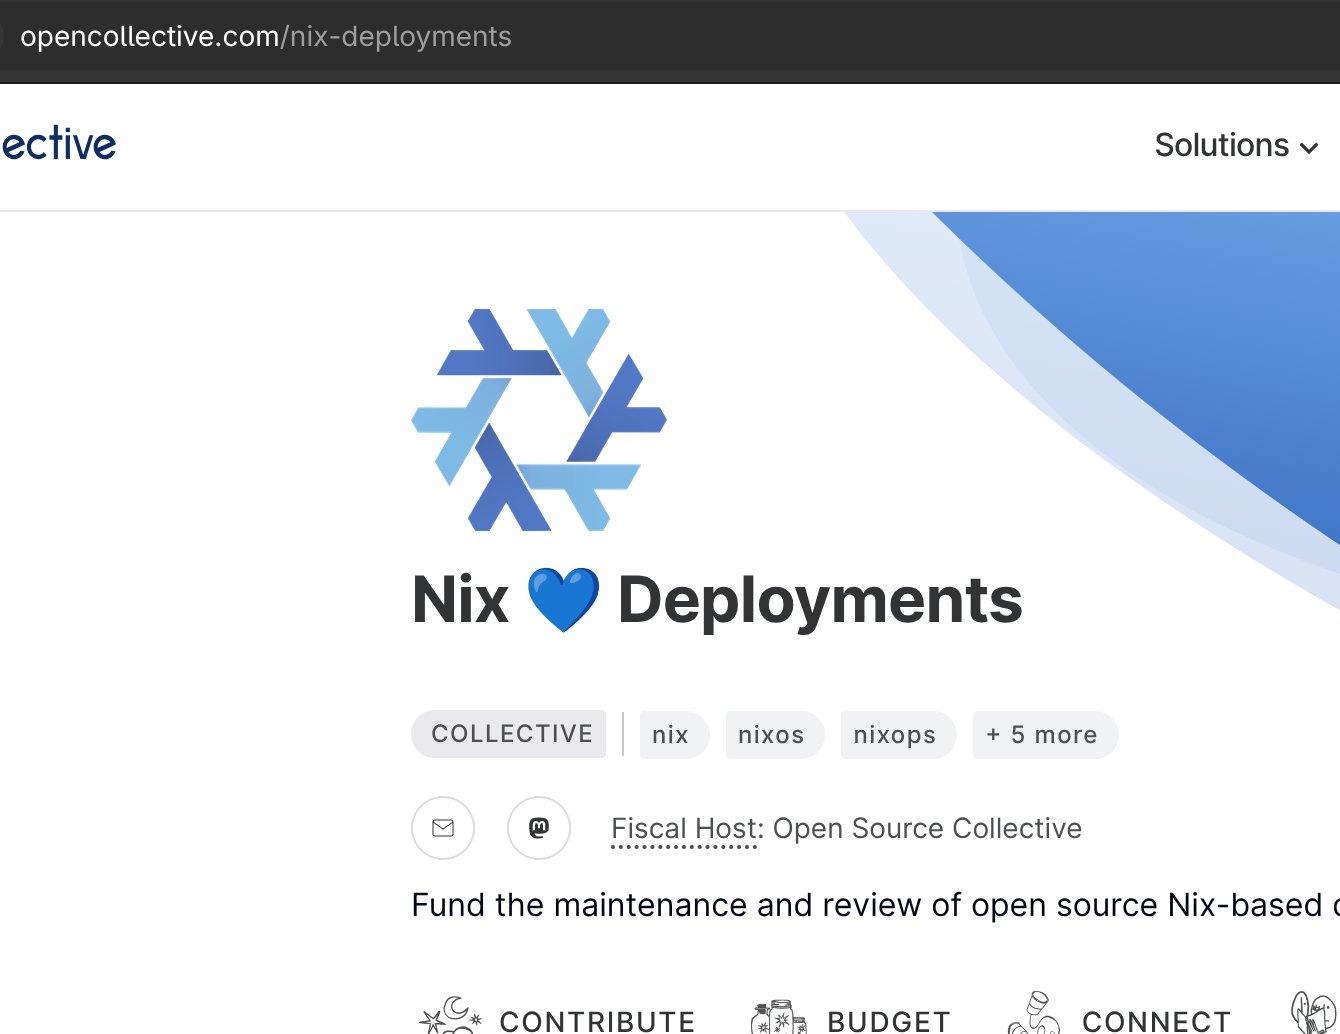 opencollective.com/nix-deployments
ective
Solutions
Nix 💙 Deployments
COLLECTIVE nix nixos nixops + 5 more
Fiscal Host: Open Source Collective
Fund the maintenance and review of open source Nix-based
CONTRIBUTE BUDGET CONNECT